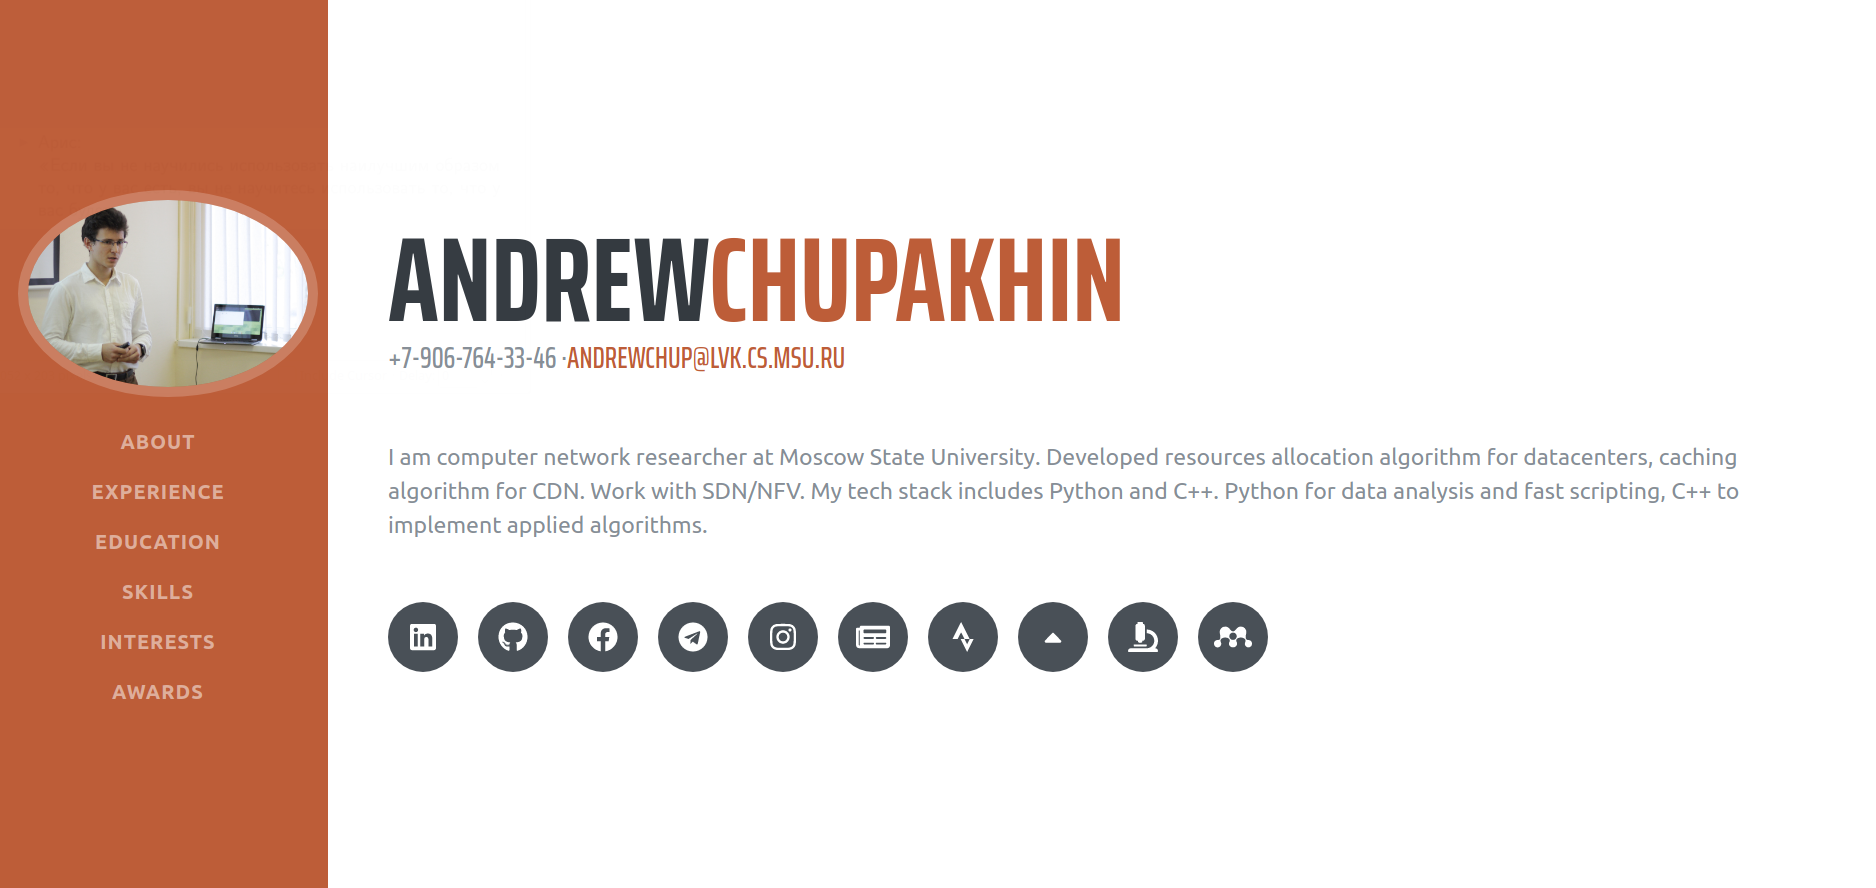 ABOUT
EXPERIENCE
EDUCATION
SKILLS
INTERESTS
AWARDS
ANDREWCHUPAKHIN
+7-906-764-33-46 ·ANDREWCHUP@LVK.CS.MSU.RU
I am computer network researcher at Moscow State University. Developed resources allocation algorithm for datacenters, caching
algorithm for CDN. Work with SDN/NFV. My tech stack includes Python and C++. Python for data analysis and fast scripting, C++ to
implement applied algorithms.
in